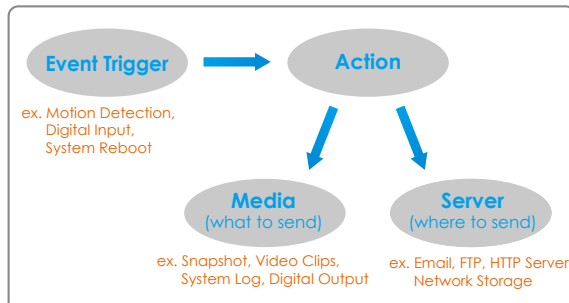 Event Trigger
Action
ex. Motion Detection,
Digital Input,
System Reboot
Media
(what to send)
Server
(where to send)
ex. Snapshot, Video Clips,
System Log, Digital Output
ex. Email, FTP, HTTP Server
Network Storage